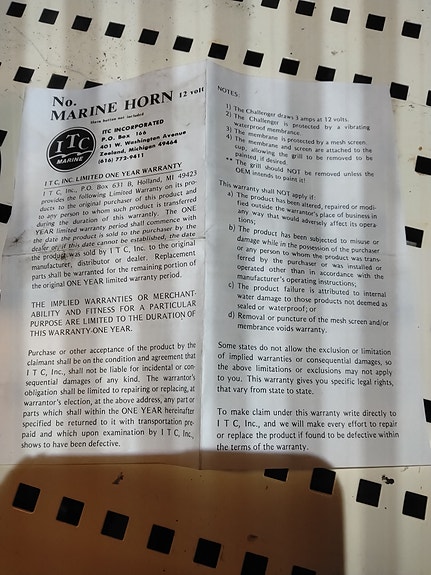 No.
MARINE HORN 12 volt
Horn button not included
ITC
MARINE
ITC INCORPORATED
P.O. Box 166
401 W. Washington Avenue
Zeeland, Michigan 49464
(616) 772-9411
I T C, INC. LIMITED ONE YEAR WARRANTY
I T C, Inc., P.O. Box 631 B, Holland, MI 49423
provides the following Limited Warranty on its pro-
ducts to the original purchaser of this product and
to any person to whom such product is transferred
during the duration of this warranty. The ONE
YEAR limited warranty period shall commence with
the date the product is sold to the purchaser by the
dealer or if this date cannot be established, the date
the product was sold by I T C, Inc. to the original
manufacturer, distributor or dealer. Replacement
parts shall be warranted for the remaining portion of
the original ONE YEAR limited warranty period.
THE IMPLIED WARRANTIES OR MERCHANT-
ABILITY AND FITNESS FOR A PARTICULAR
PURPOSE ARE LIMITED TO THE DURATION OF
THIS WARRANTY-ONE YEAR.
Purchase or other acceptance of the product by the
claimant shall be on the condition and agreement that
I T C, Inc., shall not be liable for incidental or con-
sequential damages of any kind. The warrantor's
obligation shall be limited to repairing or replacing, at
warrantor's election, at the above address, any part or
parts which shall within the ONE YEAR hereinafter
specified be returned to it with transportation pre-
paid and which upon examination by I T C, Inc,
shows to have been defective.
NOTES:
1) The Challenger draws 3 amps at 12 volts.
2) The Challenger is protected by a vibrating
waterproof membrane.
3) The membrane is protected by a mesh screen.
4) The membrane and screen are attached to the
cup, allowing the grill to be removed to be
painted, if desired.
** The grill should NOT be removed unless the
OEM intends to paint it!
This warranty shall NOT apply if:
a) The product has been altered, repaired or modi-
fied outside the warrantor's place of business in
any way that would adversely affect its opera-
tions;
b) The product has been subjected to misuse or
damage while in the possession of the purchaser
or any person to whom the product was trans-
ferred by the purchaser or was installed or
operated other than in accordance with the
manufacturer's operating instructions;
c) The product failure is attributed to internal
water damage to those products not deemed as
sealed or waterproof; or
d) Removal or puncture of the mesh screen and/or
membrane voids warranty.
Some states do not allow the exclusion or limitation
of implied warranties or consequential damages, so
the above limitations or exclusions may not apply
to you. This warranty gives you specific legal rights,
that vary from state to state.
To make claim under this warranty write directly to
I T C, Inc., and we will make every effort to repair
or replace the product if found to be defective within
the terms of the warranty.